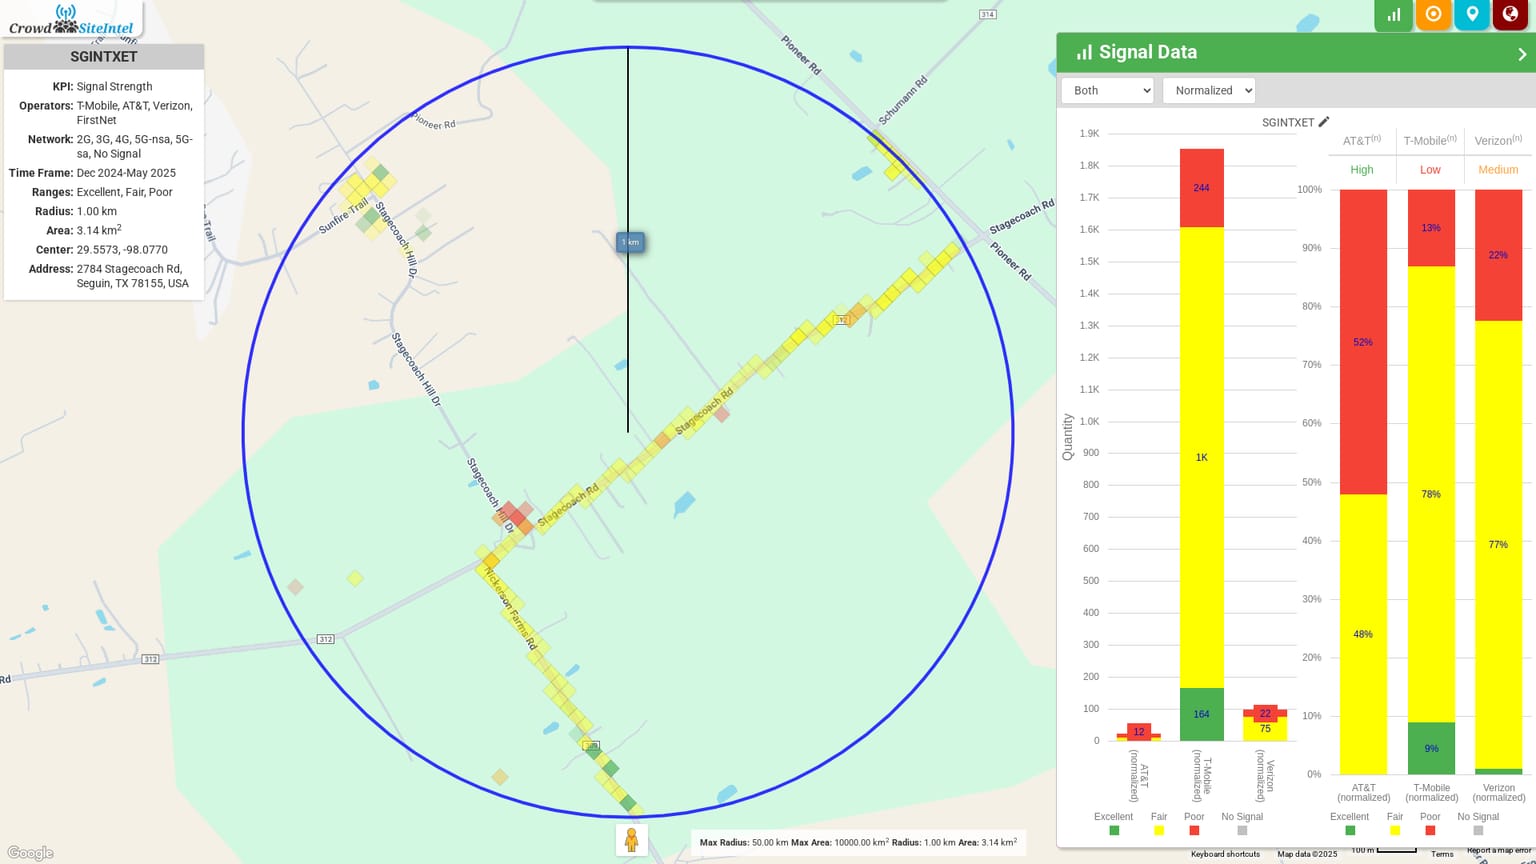 Crowd SiteIntel
SGINTXET
KPI: Signal Strength
Operators: T-Mobile, AT&T, Verizon,
FirstNet
Network: 2G, 3G, 4G, 5G-nsa, 5G-
sa, No Signal
Time Frame: Dec 2024-May 2025
Ranges: Excellent, Fair, Poor
Radius: 1.00 km
Area: 3.14 km2
Center: 29.5573, -98.0770
Address: 2784 Stagecoach Rd,
Seguin, TX 78155, USA
314
Pioneer Rd
Schumann Rd
Pioneer Rd
Stagecoach Rd
Pioneer Rd
Sunfire Trail
Stagecoach Hill Dr
Trail
1 km
312
Stagecoach Hill Dr
Stagecoach Rd
Stagecoach Hill Dr
Stagecoach Rd
Nickerson Farms Rd
312
312
Rd
309
Google
Max Radius: 50.00 km Max Area: 10000.00 km2 Radius: 1.00 km Area: 3.14 km2
Signal Data
Both
Normalized
SGINTXET
1.9K
1.8K
1.7K
1.6K
1.5K
1.4K
1.3K
1.2K
1.1K
1.0K
900
800
700
600
500
400
300
200
100
0
Quantity
12
244
1K
164
22
75
AT&T
(normalized)
T-Mobile
(normalized)
Verizon
(normalized)
Excellent
Fair
Poor
No Signal
AT&T(n)
T-Mobile(n)
Verizon(n)
High
Low
Medium
100%
90%
80%
70%
60%
50%
40%
30%
20%
10%
0%
52%
48%
13%
78%
9%
22%
77%
AT&T
(normalized)
T-Mobile
(normalized)
Verizon
(normalized)
Excellent
Fair
Poor
No Signal
Keyboard shortcuts
Map data ©2025
100 m
Terms
Report a map error